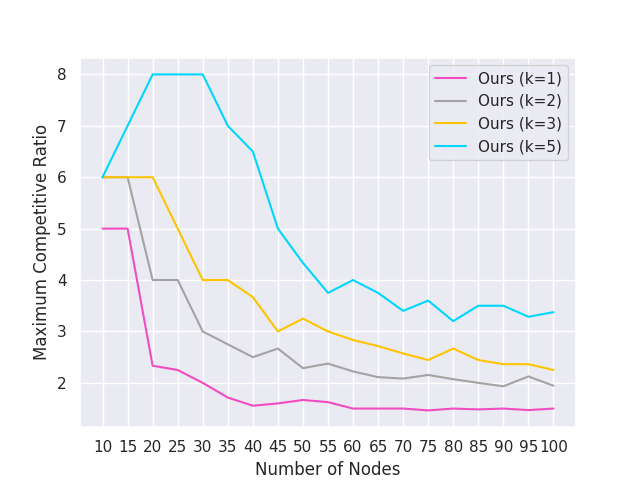 8
7
6
5
4
3
2
Maximum Competitive Ratio
Ours (k=1)
Ours (k=2)
Ours (k=3)
Ours (k=5)
10 15 20 25 30 35 40 45 50 55 60 65 70 75 80 85 90 95 100
Number of Nodes